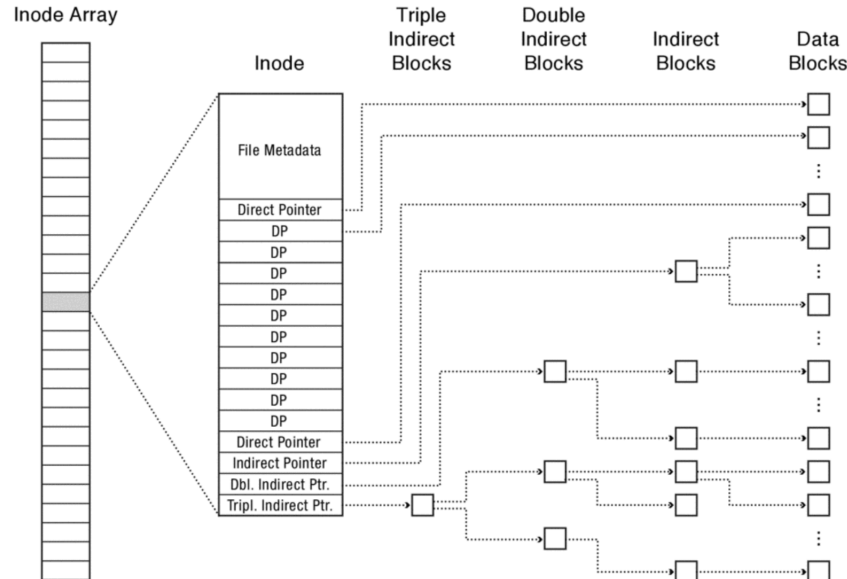 Inode Array
Triple
Indirect
Blocks
Double
Indirect
Blocks
Indirect
Blocks
Data
Blocks
Inode
File Metadata
Direct Pointer
DP
DP
DP
DP
DP
DP
DP
DP
DP
DP
Direct Pointer
Indirect Pointer
Dbl. Indirect Ptr.
Tripl. Indirect Ptr.